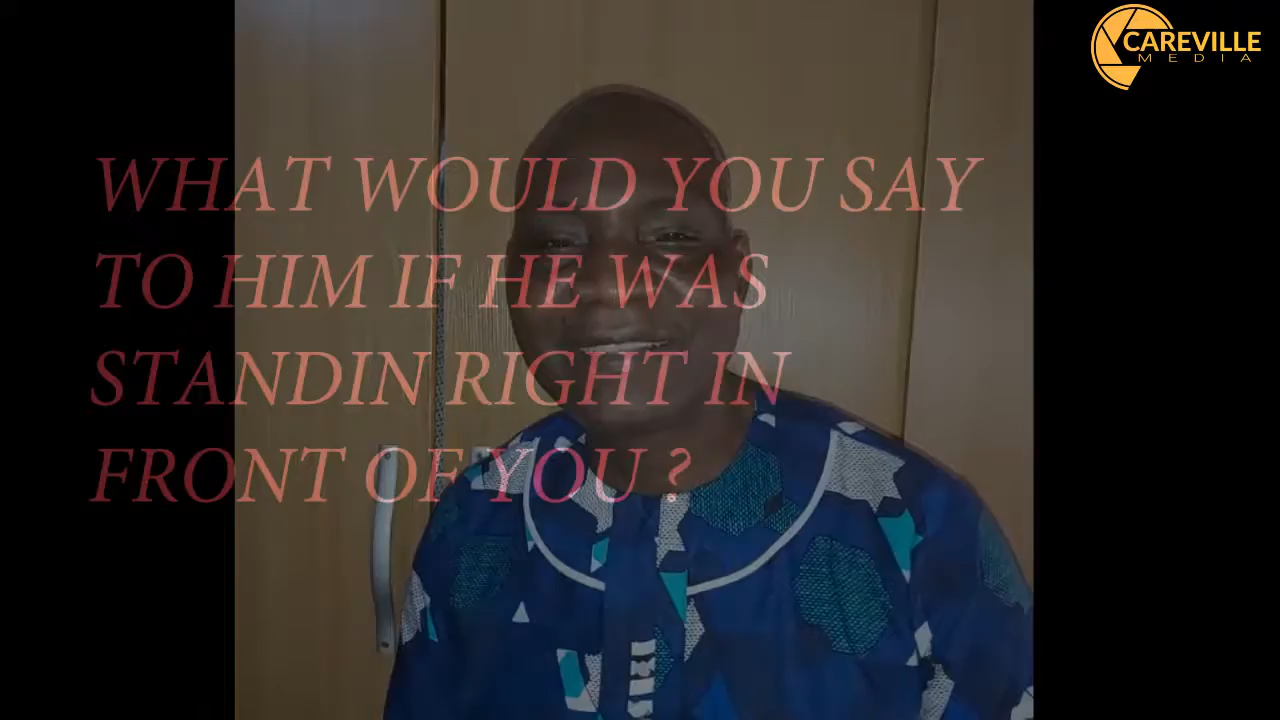 CAREVILLE
MEDIA
WHAT WOULD YOU SAY
TO HIM IF HE WAS
STANDIN RIGHT IN
FRONT OF YOU ?